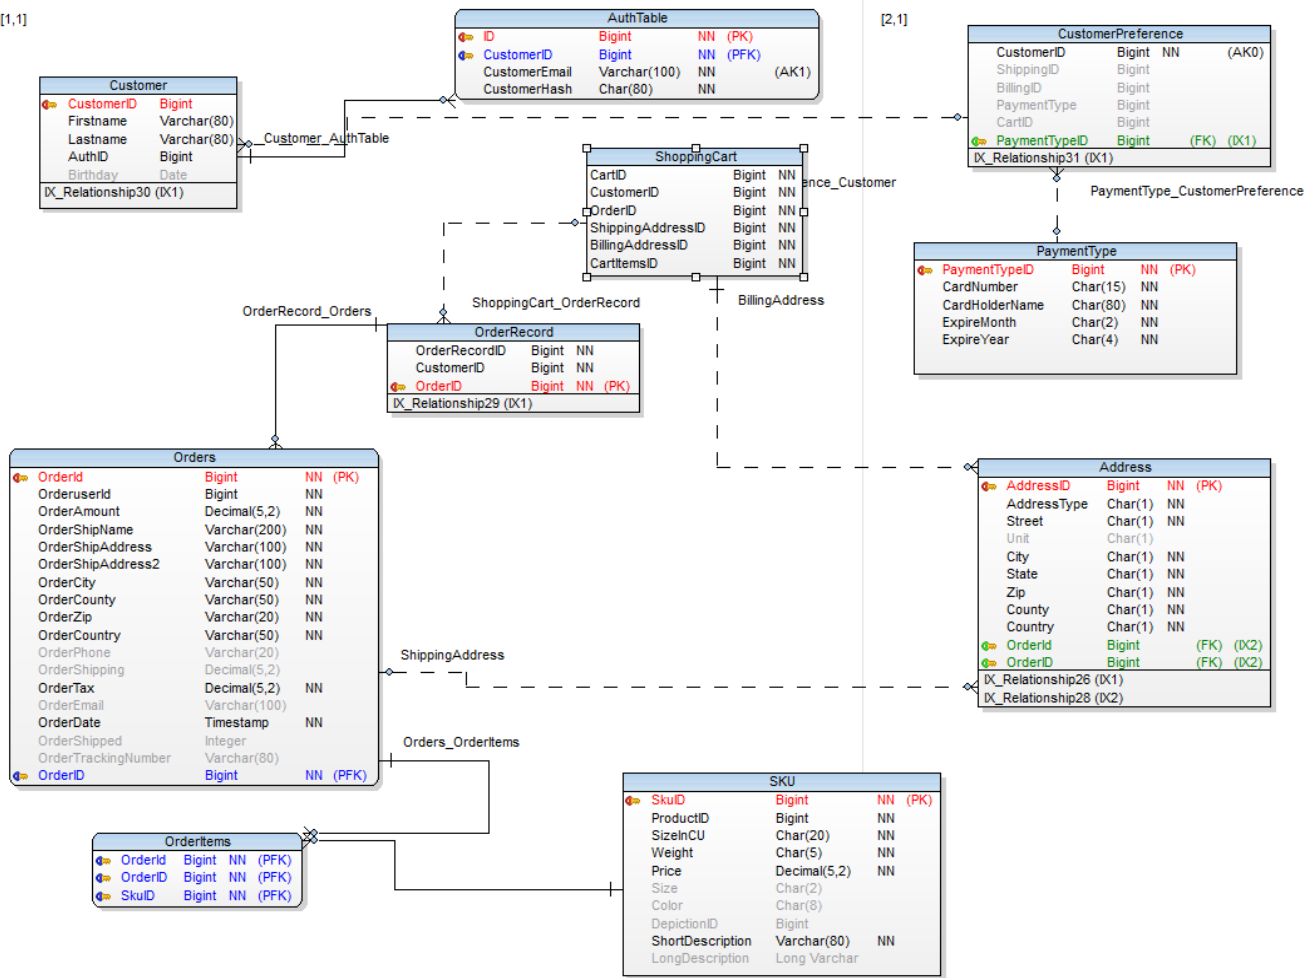 [1,1]
[2,1]
AuthTable
ID Bigint NN (PK)
CustomerID Bigint NN (PFK)
CustomerEmail Varchar(100) NN (AK1)
CustomerHash Char(80) NN
CustomerPreference
CustomerID Bigint NN (AK0)
ShippingID Bigint
BillingID Bigint
PaymentType Bigint
CartID Bigint
PaymentTypeID Bigint (FK) (IX1)
IX_Relationship31 (IX1)
Customer
CustomerID Bigint
Firstname Varchar(80)
Lastname Varchar(80)
AuthID Bigint
Birthday Date
IX_Relationship30 (IX1)
Customer_AuthTable
ShoppingCart
CartID Bigint NN
CustomerID Bigint NN
OrderID Bigint NN
ShippingAddressID Bigint NN
BillingAddressID Bigint NN
CartItemsID Bigint NN
ence_Customer
PaymentType_CustomerPreference
PaymentType
PaymentTypeID Bigint NN (PK)
CardNumber Char(15) NN
CardHolderName Char(80) NN
ExpireMonth Char(2) NN
ExpireYear Char(4) NN
ShoppingCart_OrderRecord
BillingAddress
OrderRecord_Orders
OrderRecord
OrderRecordID Bigint NN
CustomerID Bigint NN
OrderID Bigint NN (PK)
IX_Relationship29 (IX1)
Orders
OrderId Bigint NN (PK)
OrderuserId Bigint NN
OrderAmount Decimal(5,2) NN
OrderShipName Varchar(200) NN
OrderShipAddress Varchar(100) NN
OrderShipAddress2 Varchar(100) NN
OrderCity Varchar(50) NN
OrderCounty Varchar(50) NN
OrderZip Varchar(20) NN
OrderCountry Varchar(50) NN
OrderPhone Varchar(20)
OrderShipping Decimal(5,2)
OrderTax Decimal(5,2) NN
OrderEmail Varchar(100)
OrderDate Timestamp NN
OrderShipped Integer
OrderTrackingNumber Varchar(80)
OrderID Bigint NN (PFK)
Address
AddressID Bigint NN (PK)
AddressType Char(1) NN
Street Char(1) NN
Unit Char(1)
City Char(1) NN
State Char(1) NN
Zip Char(1) NN
County Char(1) NN
Country Char(1) NN
OrderId Bigint (FK) (IX2)
OrderID Bigint (FK) (IX2)
IX_Relationship26 (IX1)
IX_Relationship28 (IX2)
ShippingAddress
Orders_OrderItems
OrderItems
OrderId Bigint NN (PFK)
OrderID Bigint NN (PFK)
SkuID Bigint NN (PFK)
SKU
SkuID Bigint NN (PK)
ProductID Bigint NN
SizeInCU Char(20) NN
Weight Char(5) NN
Price Decimal(5,2) NN
Size Char(2)
Color Char(8)
DepictionID Bigint
ShortDescription Varchar(80) NN
LongDescription Long Varchar